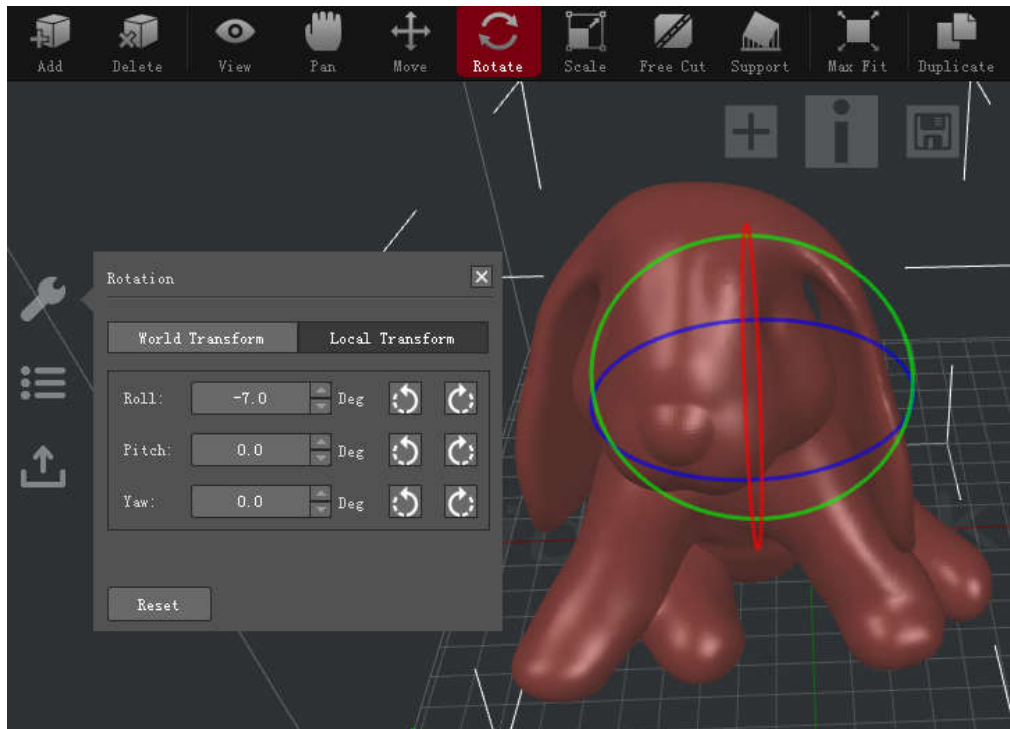 Add Delete View Pan Move Rotate Scale Free Cut Support Max Fit Duplicate
Rotation
World Transform Local Transform
Roll: -7.0 Deg
Pitch: 0.0 Deg
Yaw: 0.0 Deg
Reset